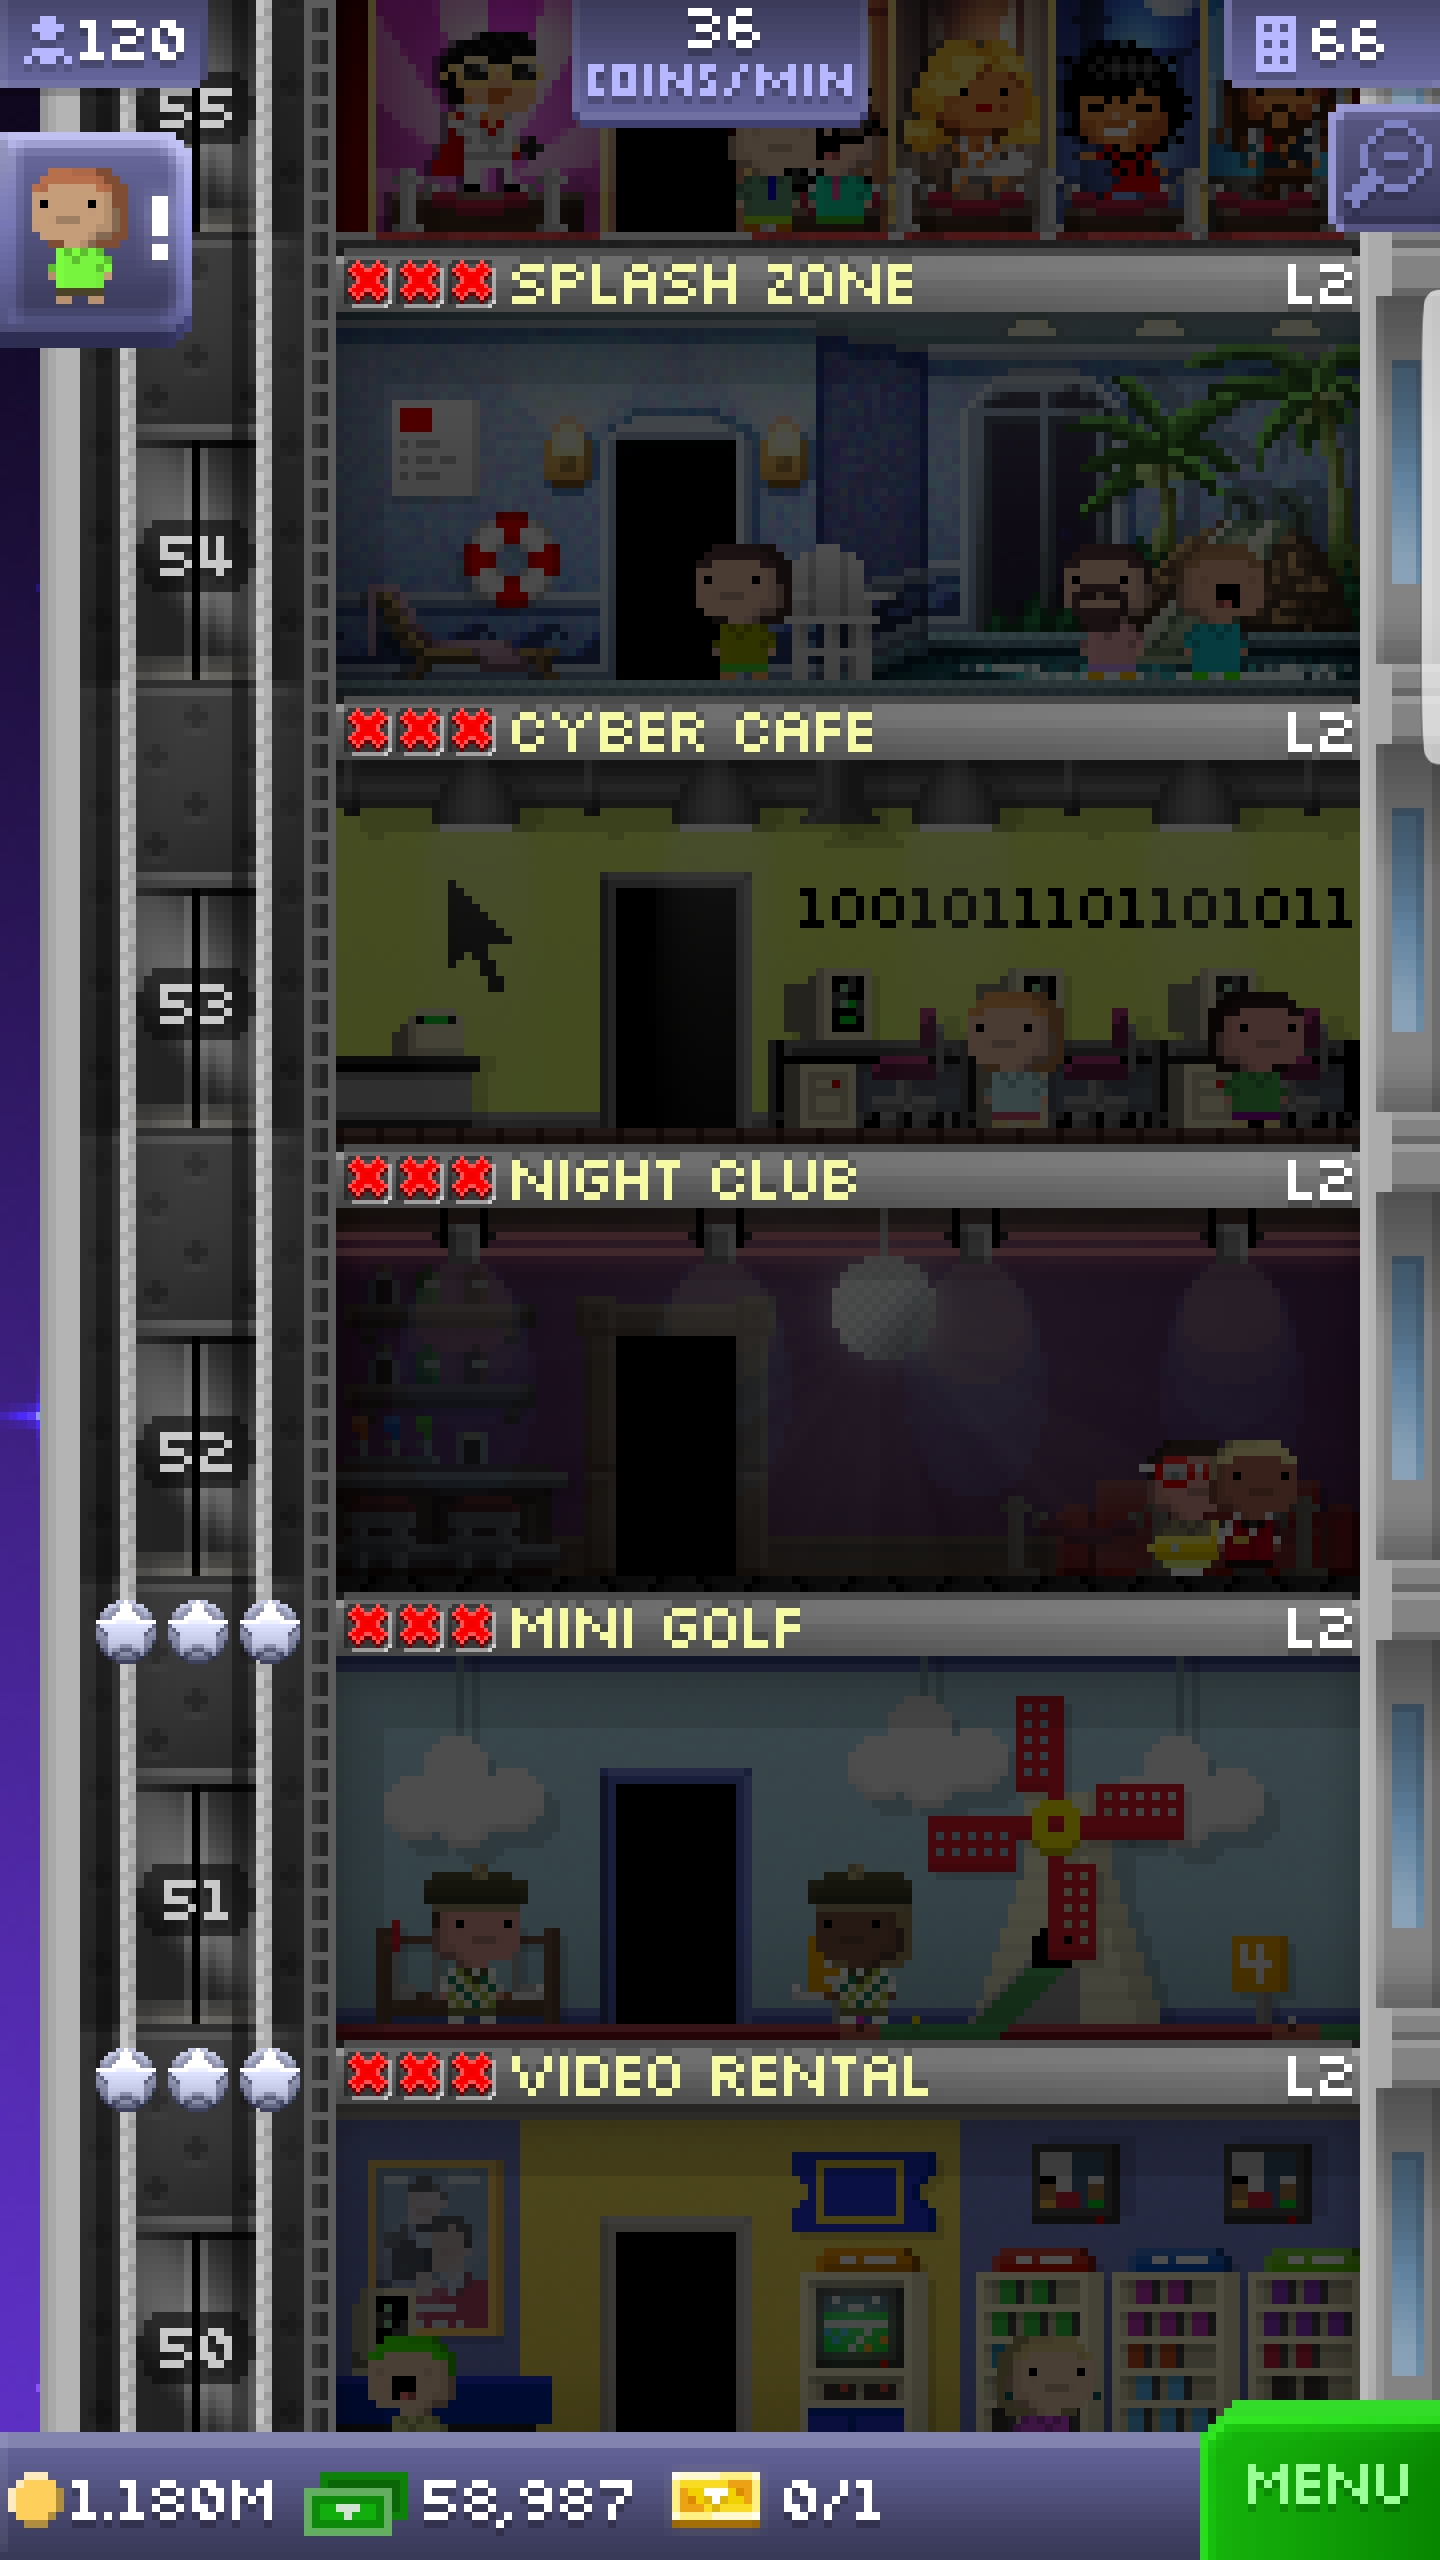 120
36
COINS/MIN
66
55
!
SPLASH ZONE L2
54
CYBER CAFE L2
1001011101101011
53
NIGHT CLUB L2
52
MINI GOLF L2
51
4
VIDEO RENTAL L2
50
1.180M 58,987 0/1
MENU